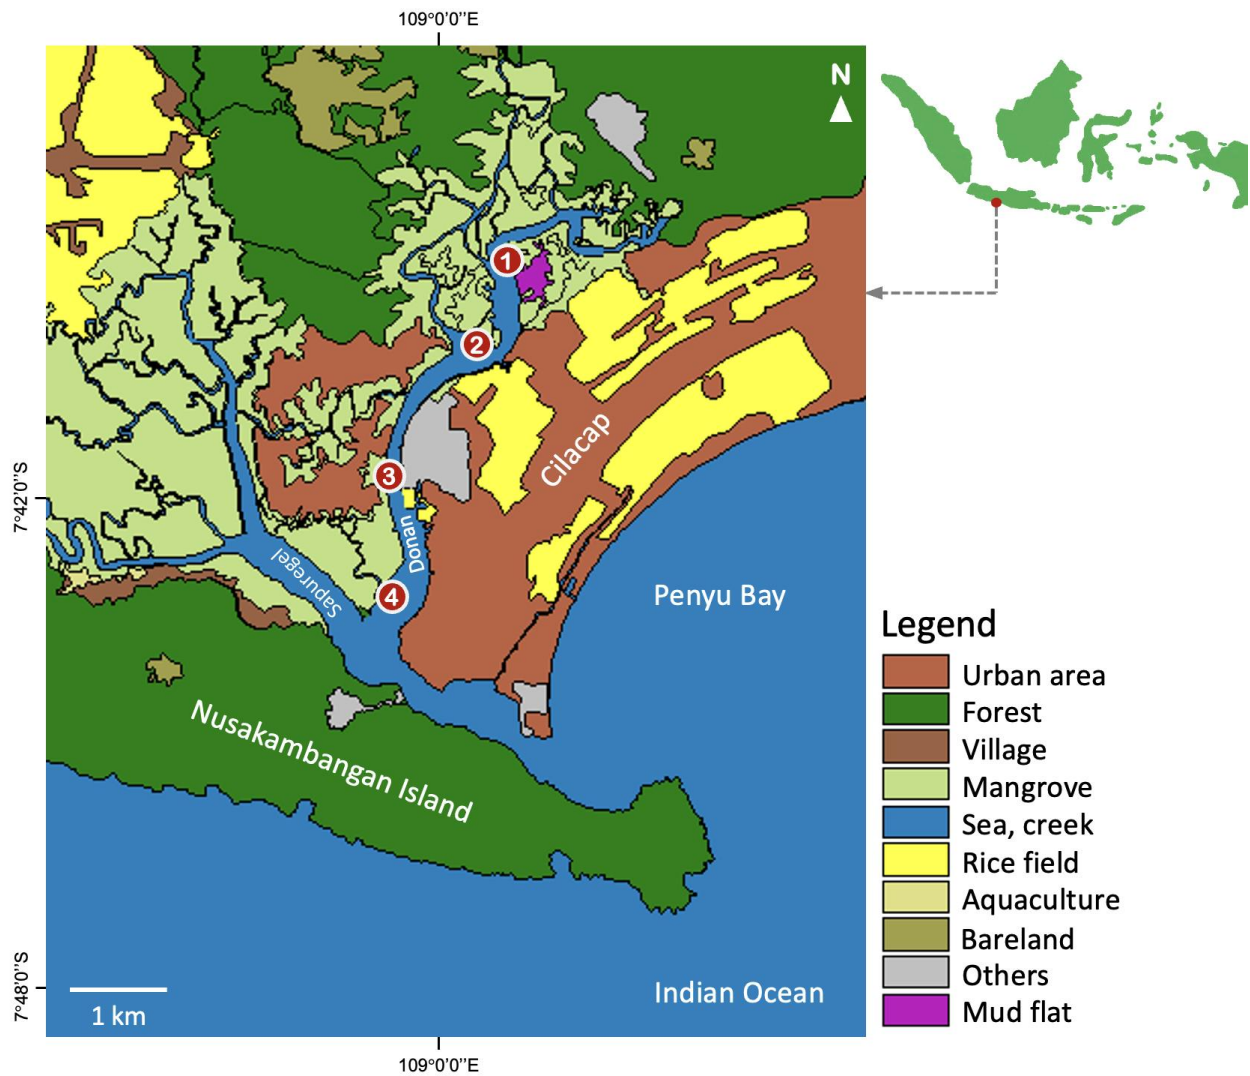 109°0'0''E
N
1
2
3
4
Cilacap
7°42'0''S
Donan
Sapuregel
Penyu Bay
Nusakambangan Island
Indian Ocean
7°48'0''S
1 km
109°0'0''E
Legend
Urban area
Forest
Village
Mangrove
Sea, creek
Rice field
Aquaculture
Bareland
Others
Mud flat